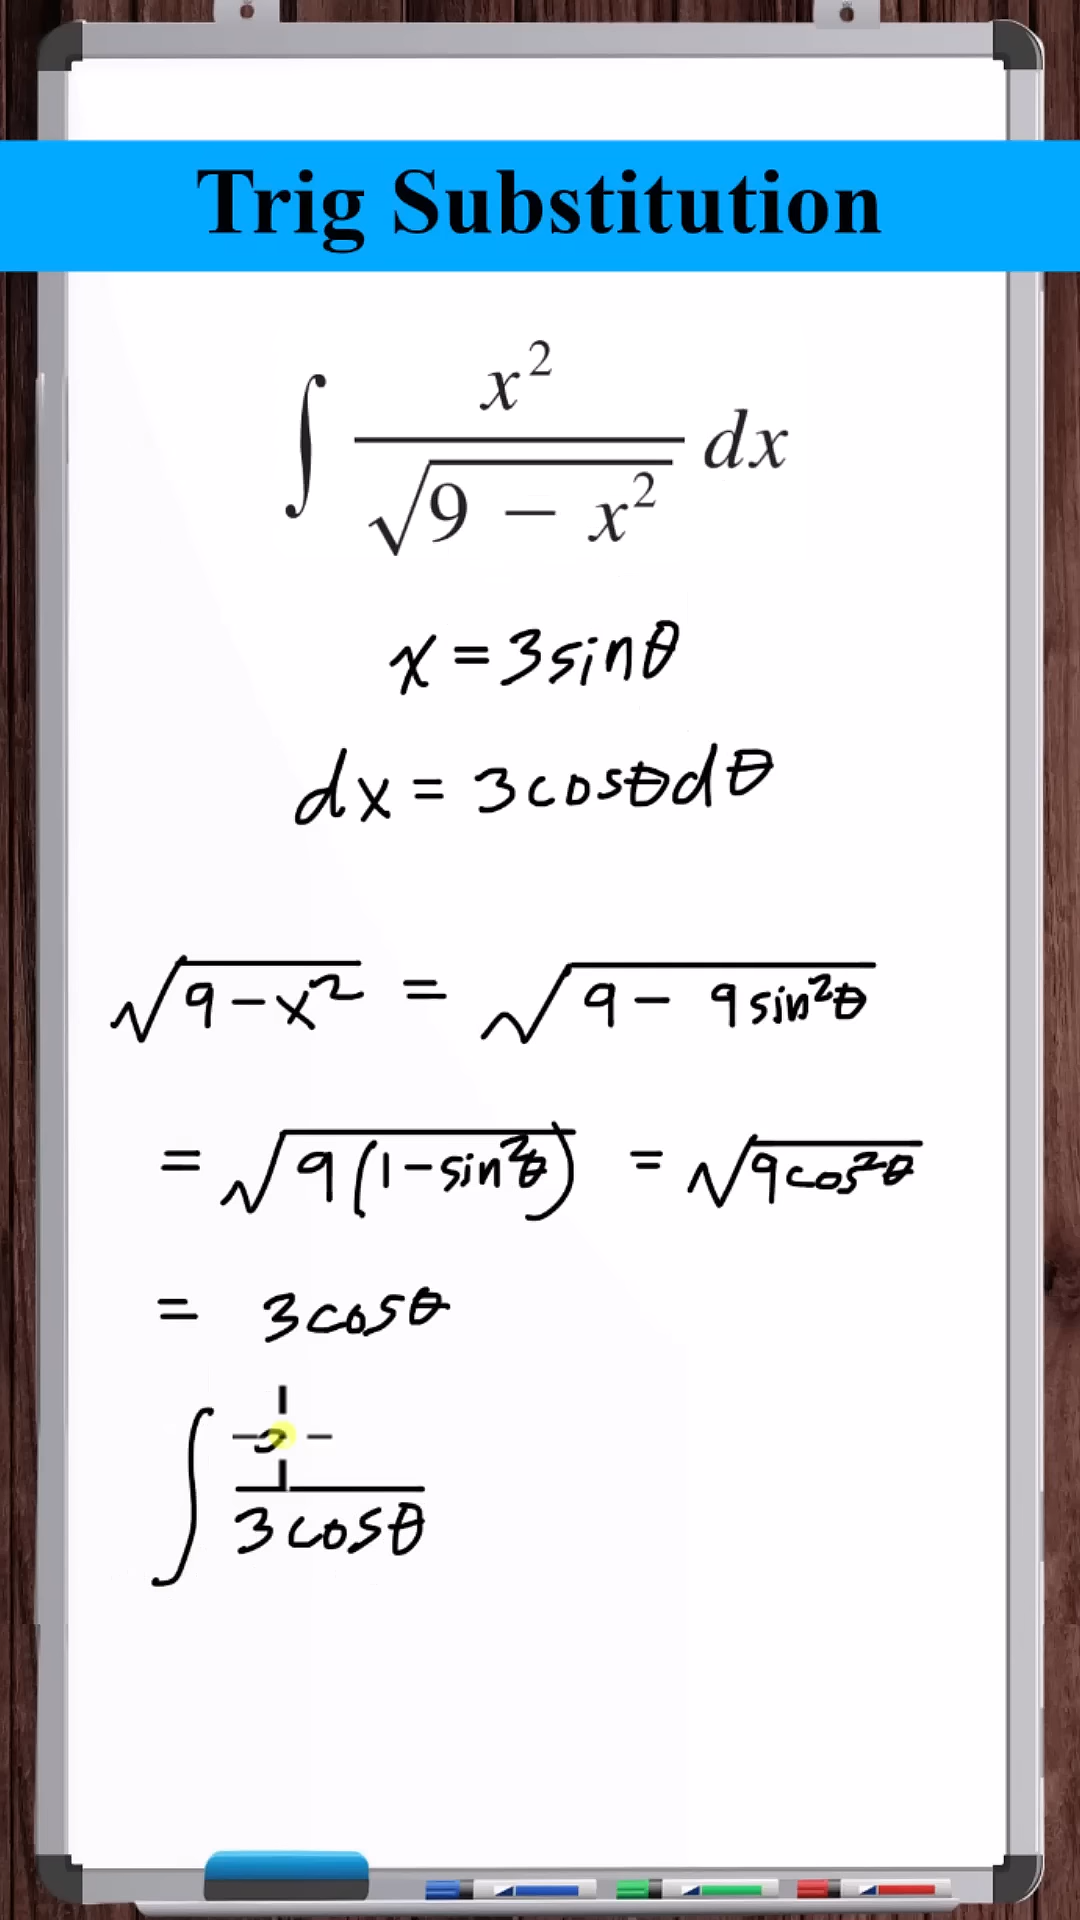 Trig Substitution
∫ x² / √(9 − x²) dx
x = 3sinθ
dx = 3cosθdθ
√(9−x²) = √(9 − 9sin²θ)
= √(9(1−sin²θ)) = √(9cos²θ)
= 3cosθ
∫ / 3cosθ